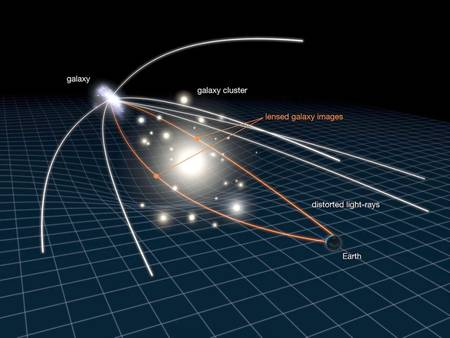 galaxy
galaxy cluster
lensed galaxy images
distorted light-rays
Earth